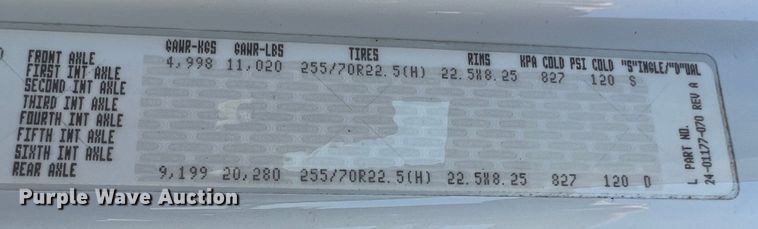 GAWR-KGS GAWR-LBS TIRES RIMS KPA COLD PSI COLD "S"INGLE/"D"UAL
FRONT AXLE 4,998 11,020 255/70R22.5(H) 22.5X8.25 827 120 S
FIRST INT AXLE
SECOND INT AXLE
THIRD INT AXLE
FOURTH INT AXLE
FIFTH INT AXLE
SIXTH INT AXLE
REAR AXLE 9,199 20,280 255/70R22.5(H) 22.5X8.25 827 120 D
L PART NO.
24-01177-070 REV A
Purple Wave Auction